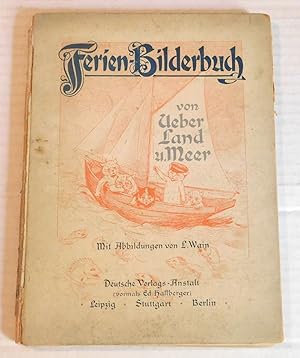 Ferien-Bilderbuch
von
Ueber
Land
u. Meer
Mit Abbildungen von L. Wain
Deutsche Verlags-Anstalt
(vormals Ed. Hallberger)
Leipzig · Stuttgart · Berlin ·